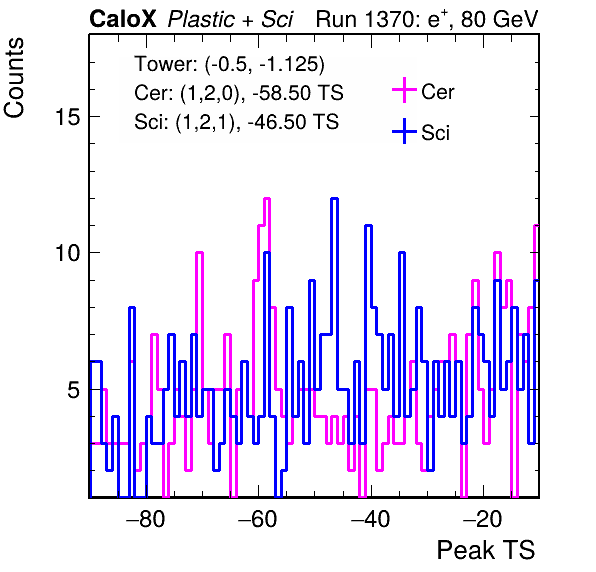 CaloX Plastic + Sci Run 1370: e+, 80 GeV
Counts
Tower: (-0.5, -1.125)
Cer: (1,2,0), -58.50 TS
Sci: (1,2,1), -46.50 TS
Cer
Sci
15
10
5
−80 −60 −40 −20
Peak TS